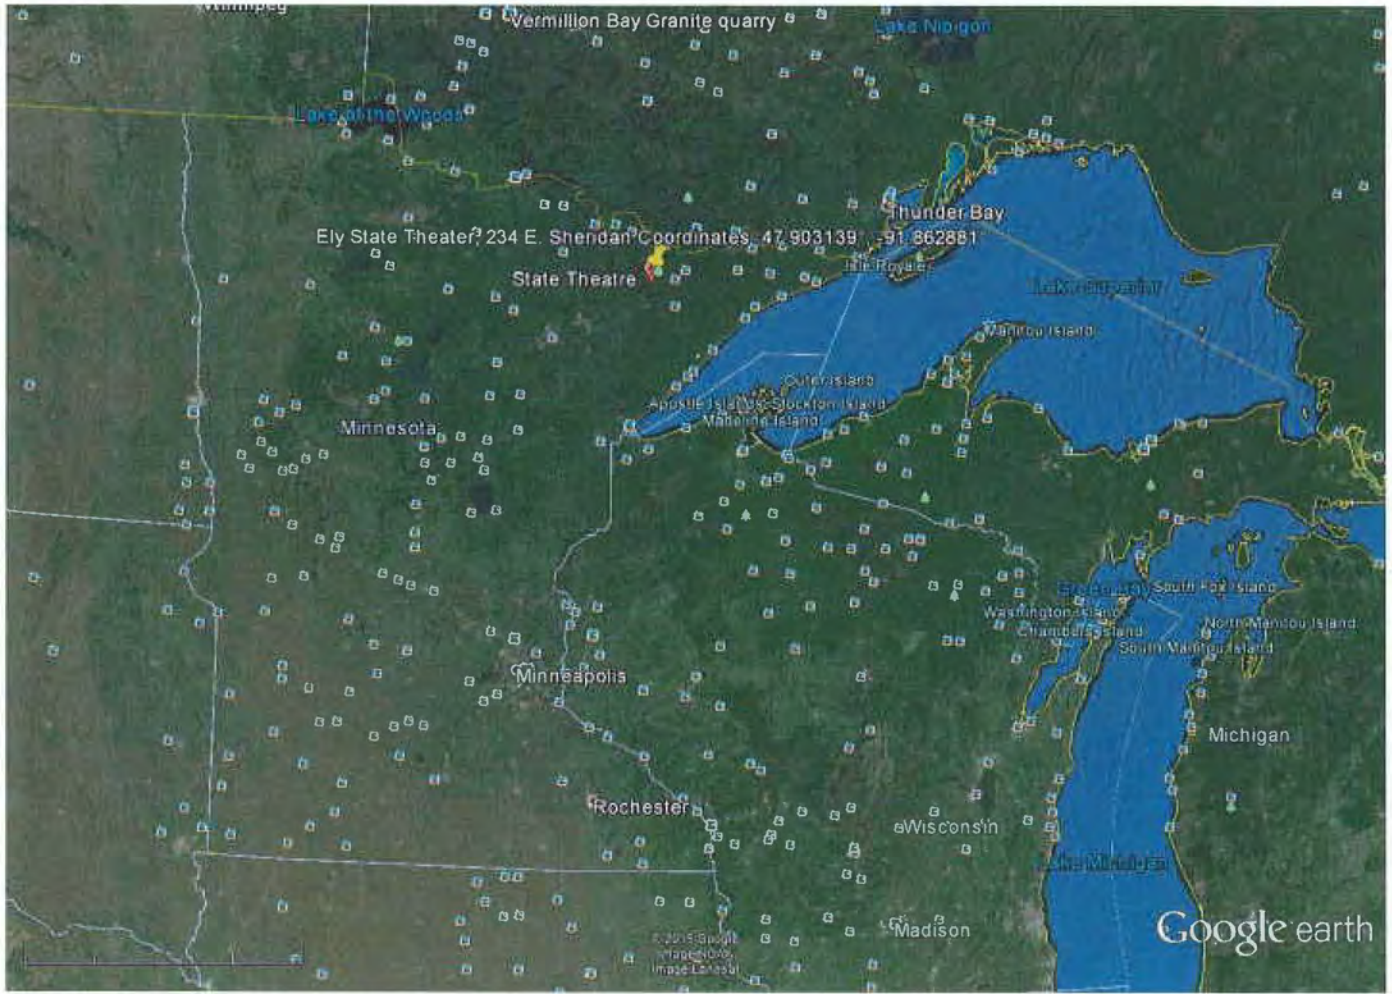 Winnipeg
Vermillion Bay Granite quarry
Lake Nipigon
Lake of the Woods
Thunder Bay
Ely State Theater, 234 E. Sheridan Coordinates 47.903139°, -91.862881°
Isle Royale
State Theatre
Lake Superior
Manitou Island
Outer Island
Apostle Islands Stockton Island
Madeline Island
Minnesota
Green Bay
South Fox Island
Washington Island
North Manitou Island
Chambers Island
South Manitou Island
Minneapolis
Michigan
Rochester
Wisconsin
Lake Michigan
Madison
Google earth
© 2015 Google
Image NOAA
Image Landsat